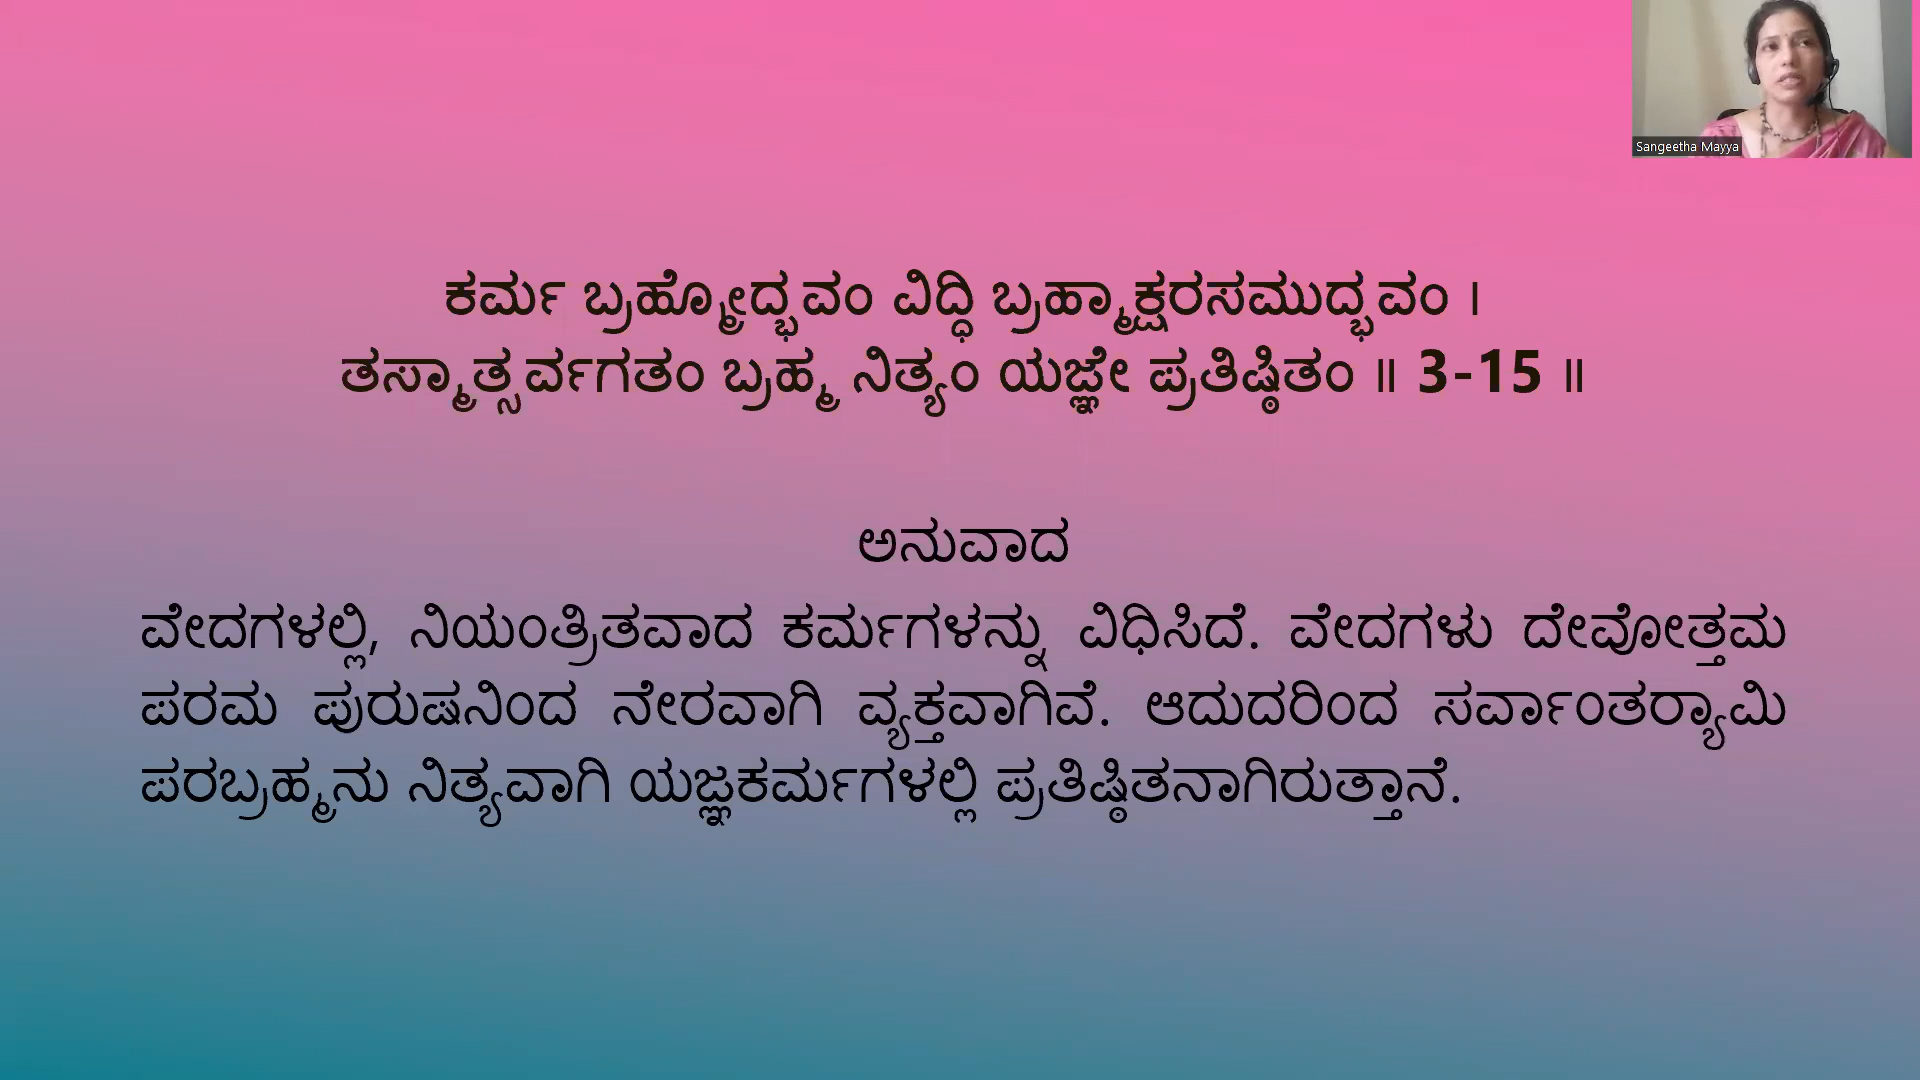 Sangeetha Mayya
ಕರ್ಮ ಬ್ರಹ್ಮೋದ್ಭವಂ ವಿದ್ಧಿ ಬ್ರಹ್ಮಾಕ್ಷರಸಮುದ್ಭವಂ ।
ತಸ್ಮಾತ್ಸರ್ವಗತಂ ಬ್ರಹ್ಮ ನಿತ್ಯಂ ಯಜ್ಞೇ ಪ್ರತಿಷ್ಠಿತಂ ॥ 3-15 ॥
ಅನುವಾದ
ವೇದಗಳಲ್ಲಿ, ನಿಯಂತ್ರಿತವಾದ ಕರ್ಮಗಳನ್ನು ವಿಧಿಸಿದೆ. ವೇದಗಳು ದೇವೋತ್ತಮ
ಪರಮ ಪುರುಷನಿಂದ ನೇರವಾಗಿ ವ್ಯಕ್ತವಾಗಿವೆ. ಆದುದರಿಂದ ಸರ್ವಾಂತರ‍್ಯಾಮಿ
ಪರಬ್ರಹ್ಮನು ನಿತ್ಯವಾಗಿ ಯಜ್ಞಕರ್ಮಗಳಲ್ಲಿ ಪ್ರತಿಷ್ಠಿತನಾಗಿರುತ್ತಾನೆ.